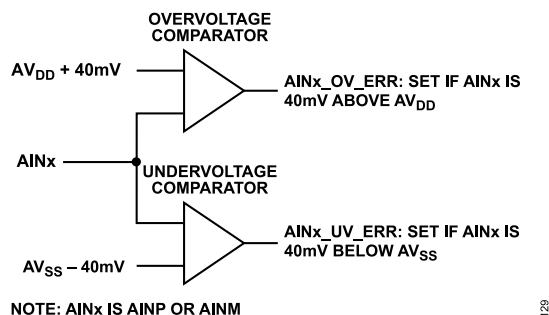 OVERVOLTAGE
COMPARATOR
AVDD + 40mV
AINx_OV_ERR: SET IF AINx IS
40mV ABOVE AVDD
AINx
UNDERVOLTAGE
COMPARATOR
AINx_UV_ERR: SET IF AINx IS
40mV BELOW AVSS
AVSS – 40mV
NOTE: AINx IS AINP OR AINM
129